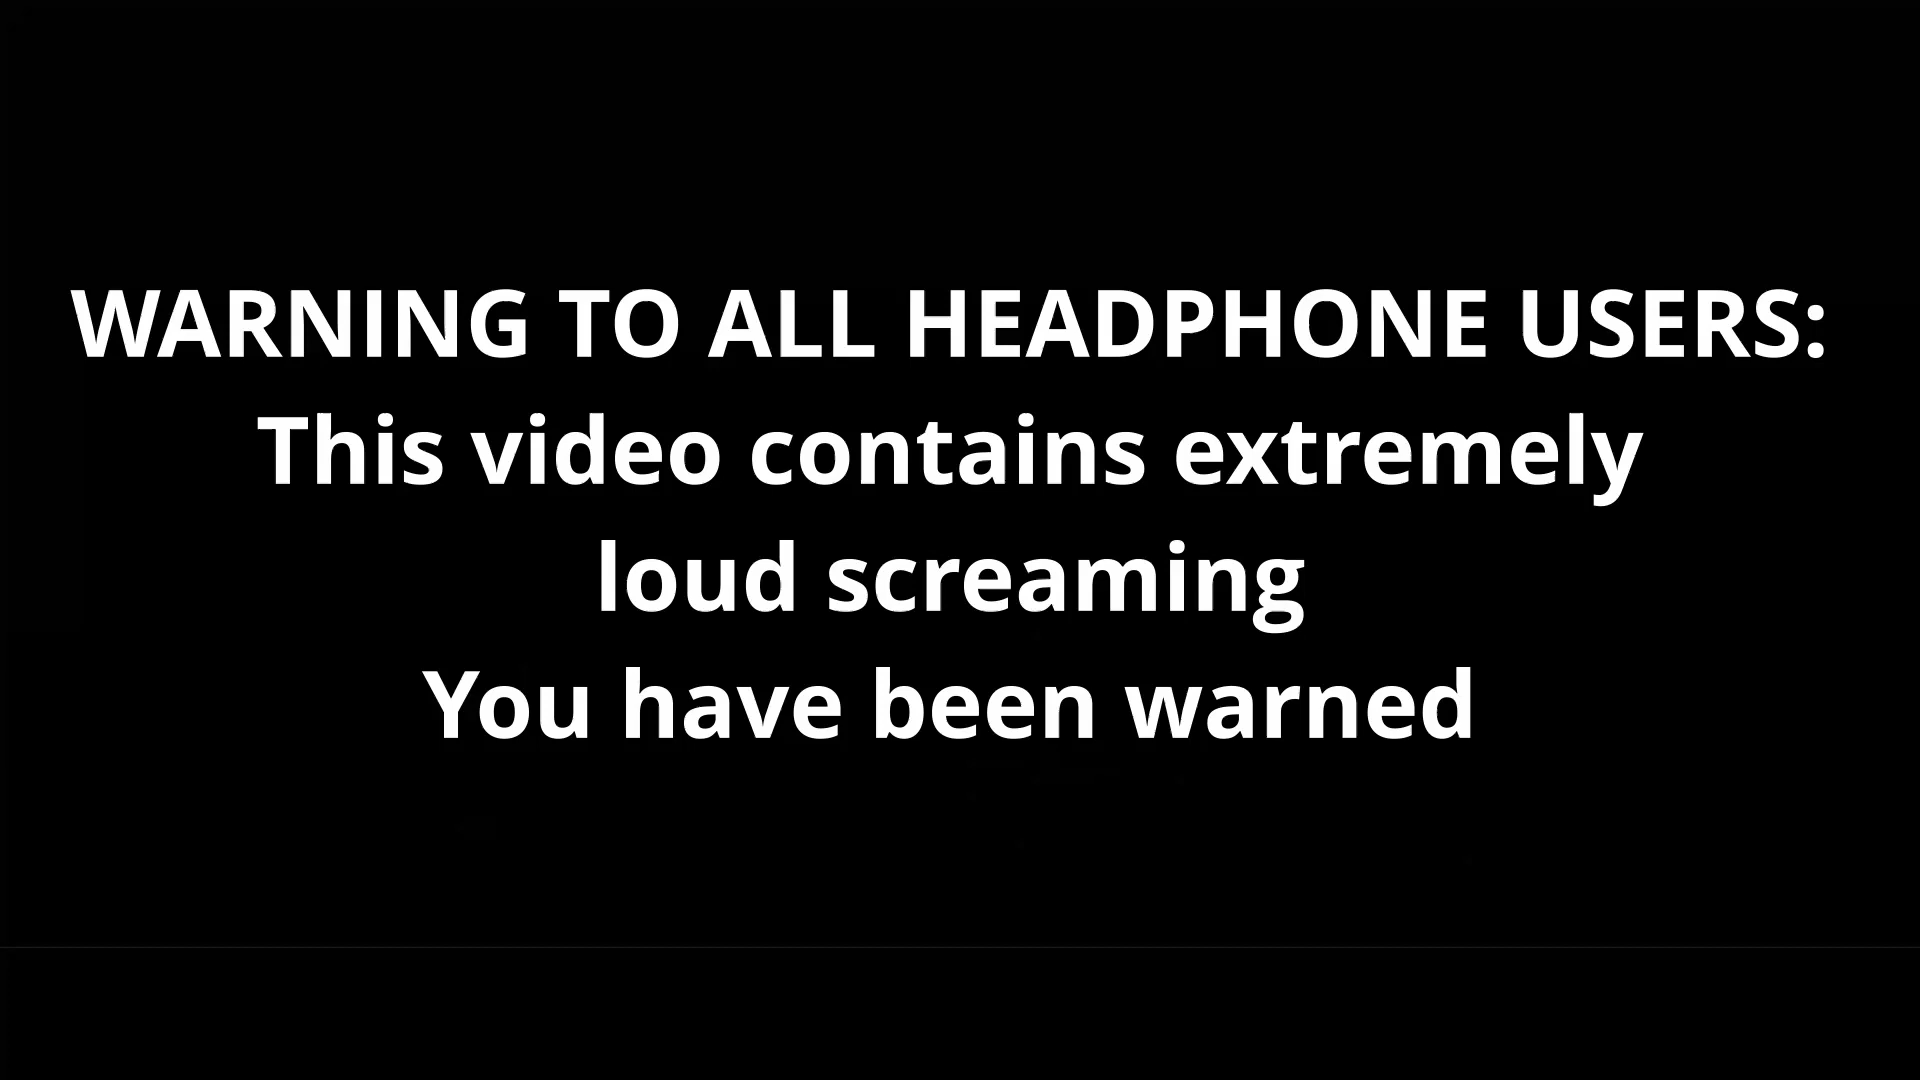 WARNING TO ALL HEADPHONE USERS:
This video contains extremely
loud screaming
You have been warned